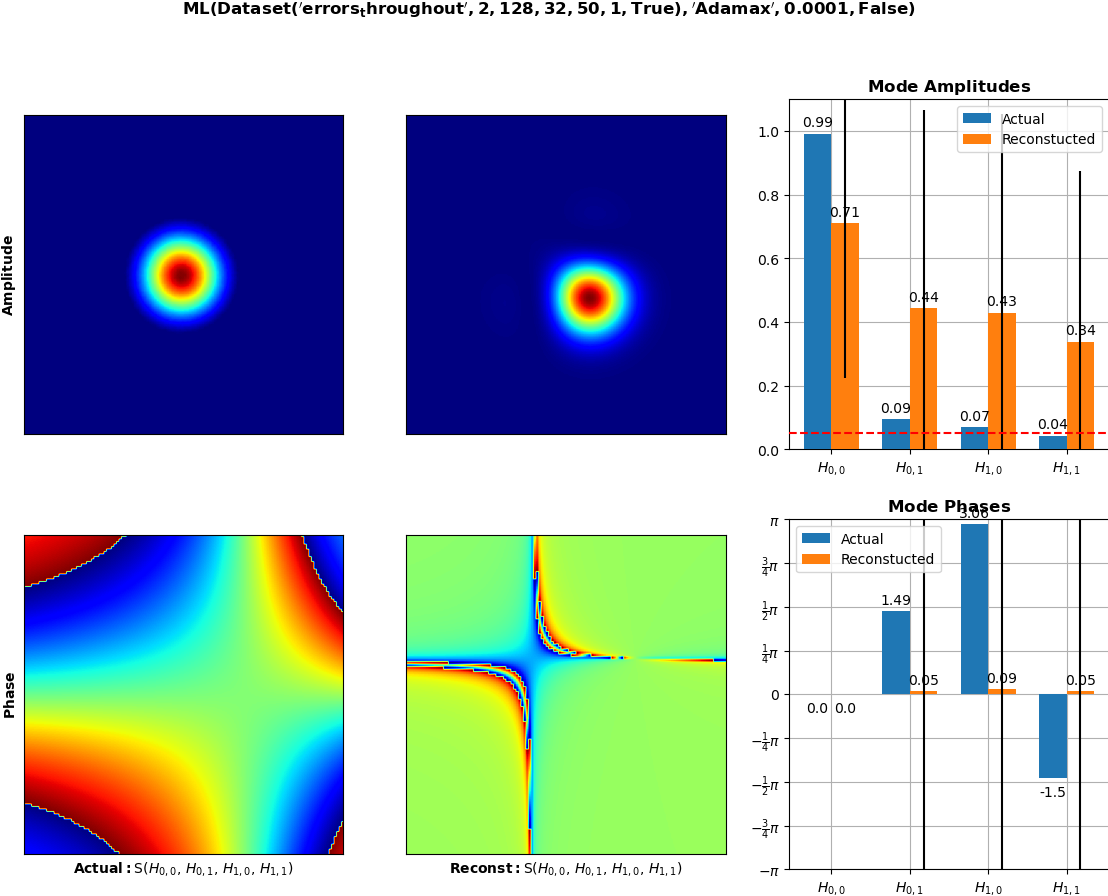 ML(Dataset('errors_throughout', 2, 128, 32, 50, 1, True), 'Adamax', 0.0001, False)
Mode Amplitudes
Actual
Reconstucted
1.0
0.8
0.6
0.4
0.2
0.0
0.99
0.71
0.09
0.44
0.07
0.43
0.04
0.34
H0,0
H0,1
H1,0
H1,1
Amplitude
Mode Phases
Actual
Reconstucted
π
3/4π
1/2π
1/4π
0
−1/4π
−1/2π
−3/4π
−π
0.0
0.0
1.49
0.05
3.06
0.09
-1.5
0.05
H0,0
H0,1
H1,0
H1,1
Phase
Actual: S(H0,0, H0,1, H1,0, H1,1)
Reconst: S(H0,0, H0,1, H1,0, H1,1)